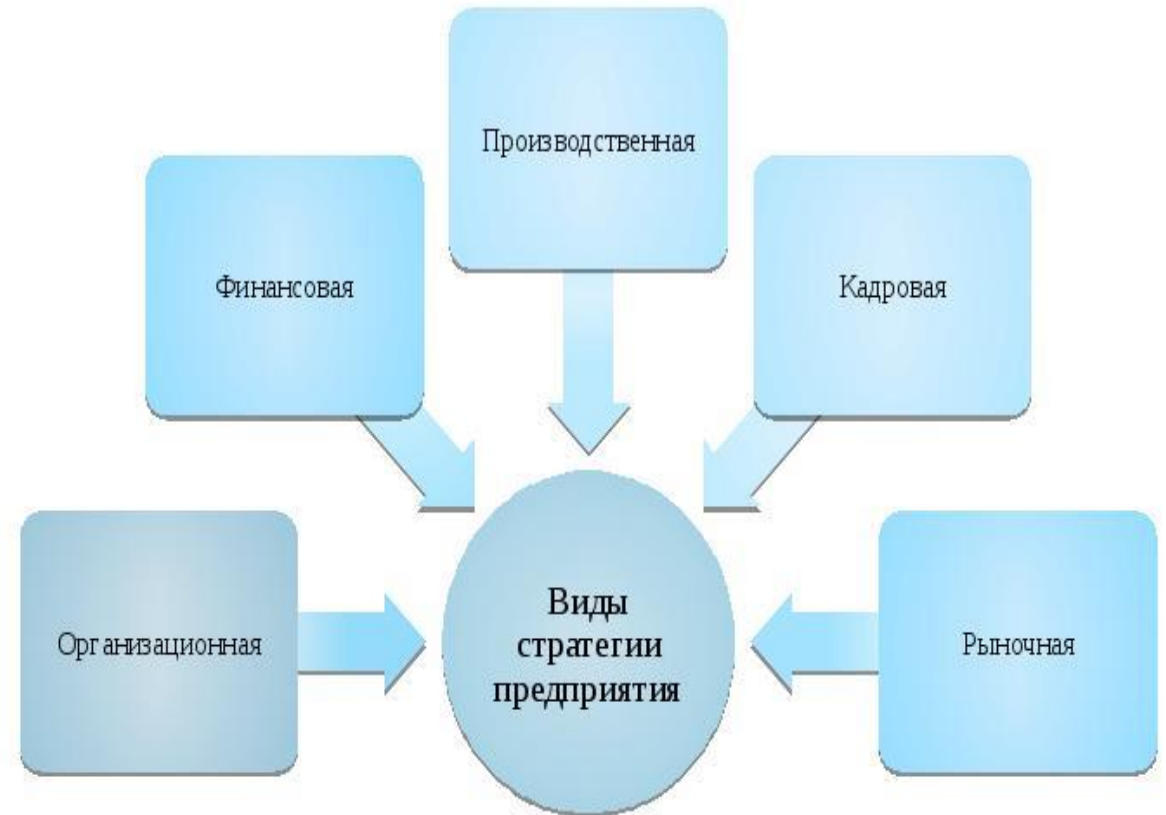 Производственная
Финансовая
Кадровая
Организационная
Виды
стратегии
предприятия
Рыночная